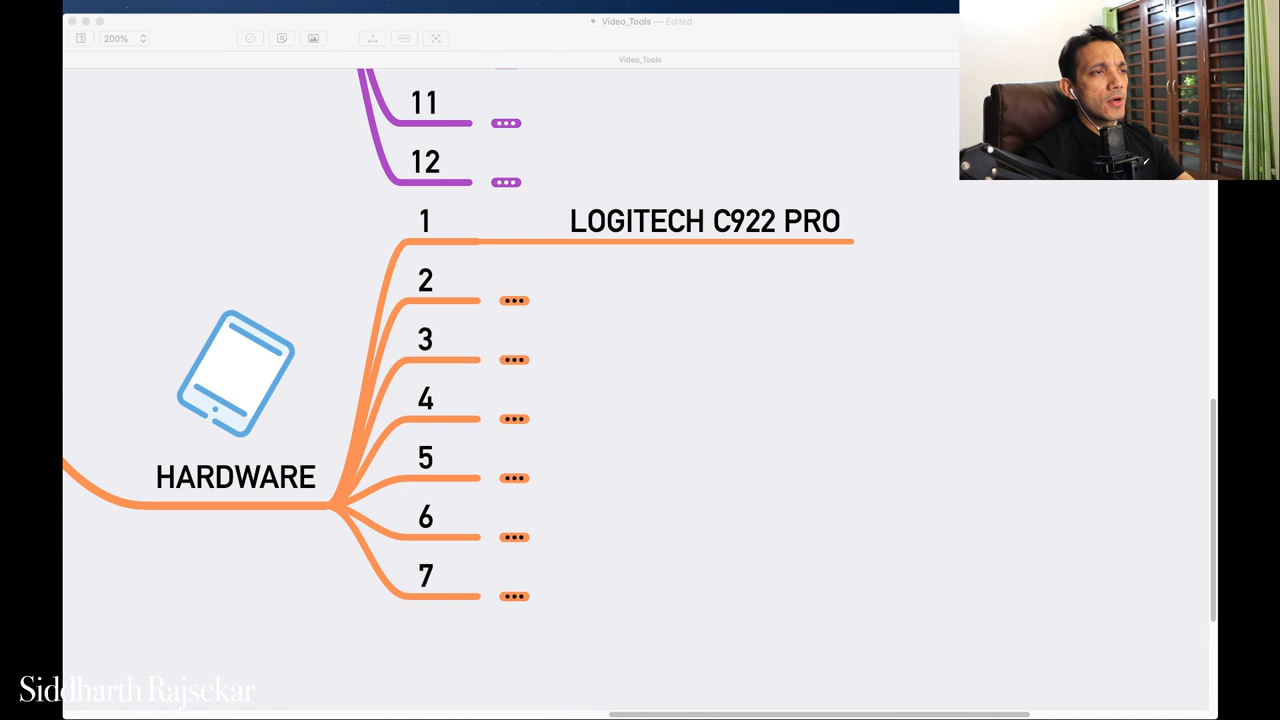 Video_Tools — Edited
200%
Video_Tools
11
12
1
LOGITECH C922 PRO
2
3
4
5
6
7
HARDWARE
Siddharth Rajsekar